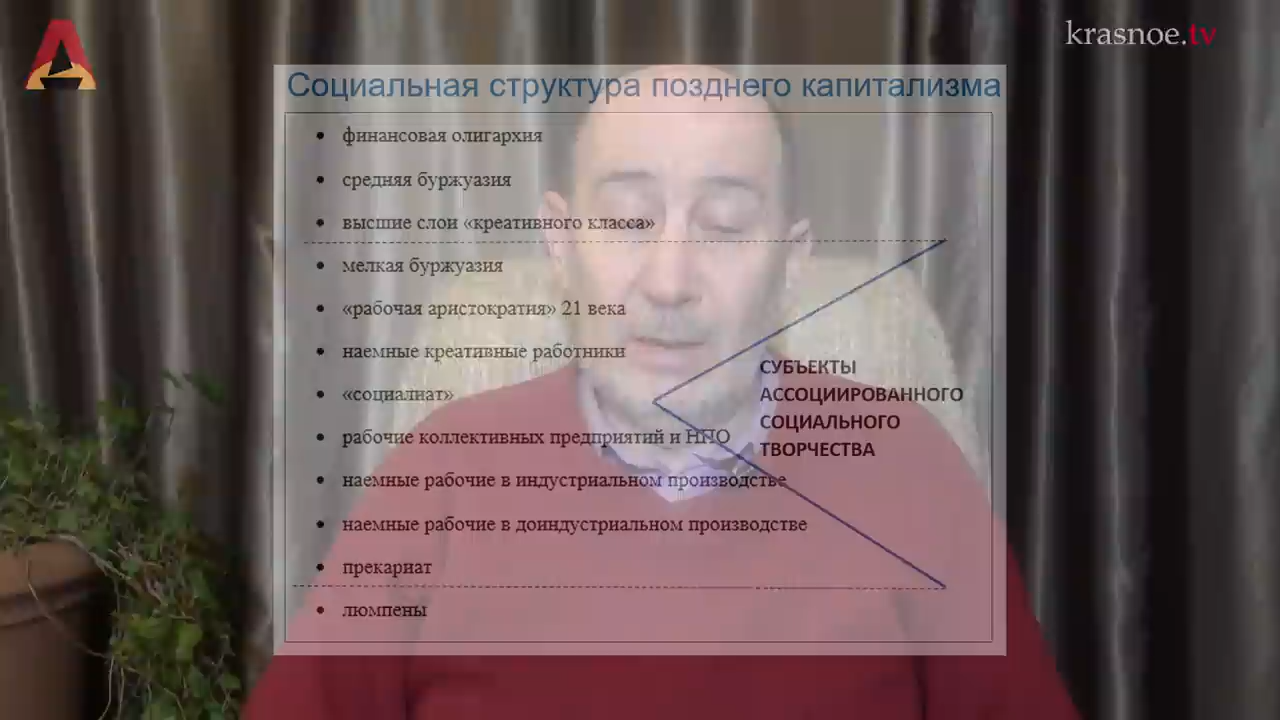 krasnoe.tv
Социальная структура позднего капитализма
• финансовая олигархия
• средняя буржуазия
• высшие слои «креативного класса»
• мелкая буржуазия
• «рабочая аристократия» 21 века
• наемные креативные работники
• «социалиат»
• рабочие коллективных предприятий и НПО
• наемные рабочие в индустриальном производстве
• наемные рабочие в доиндустриальном производстве
• прекариат
• люмпены
СУБЪЕКТЫ
АССОЦИИРОВАННОГО
СОЦИАЛЬНОГО
ТВОРЧЕСТВА